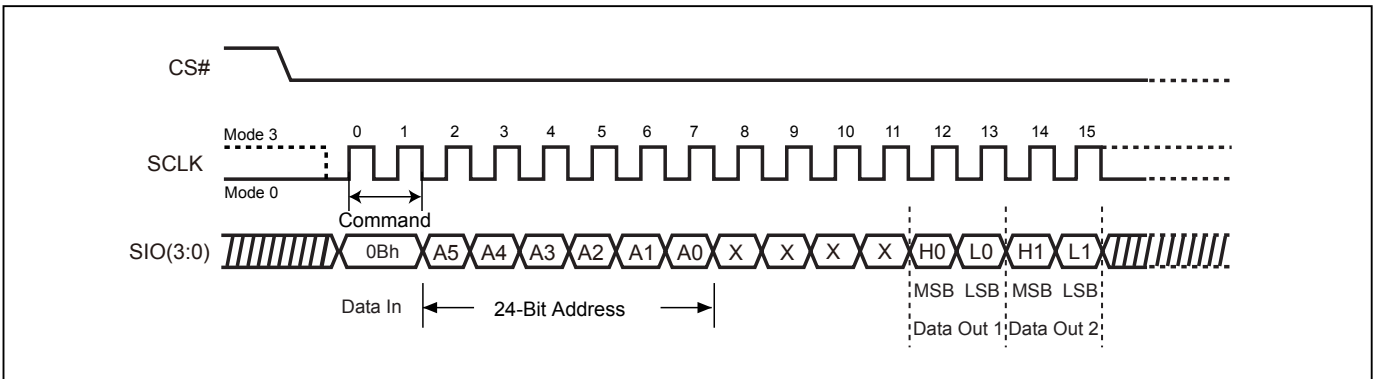 CS#
Mode 3
0 1 2 3 4 5 6 7 8 9 10 11 12 13 14 15
SCLK
Mode 0
Command
SIO(3:0) 0Bh A5 A4 A3 A2 A1 A0 X X X X H0 L0 H1 L1
MSB LSB MSB LSB
Data In 24-Bit Address
Data Out 1 Data Out 2